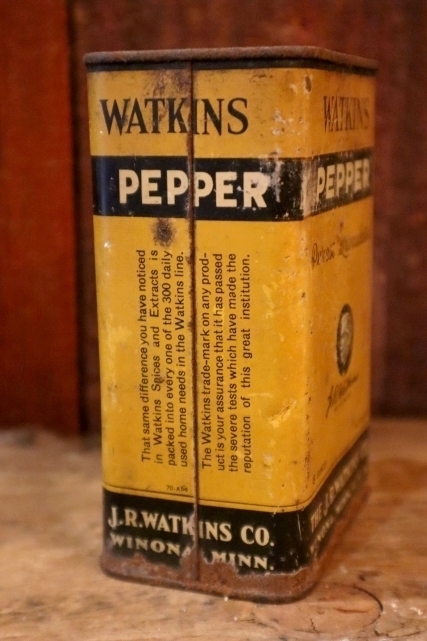 WATKINS
PEPPER
That same difference you have noticed
in Watkins Spices and Extracts is
packed into every one of the 300 daily
used home needs in the Watkins line.
The Watkins trade-mark on any prod-
uct is your assurance that it has passed
the severe tests which have made the
reputation of this great institution.
J.R.WATKINS CO.
WINONA, MINN.
WATKINS
PEPPER